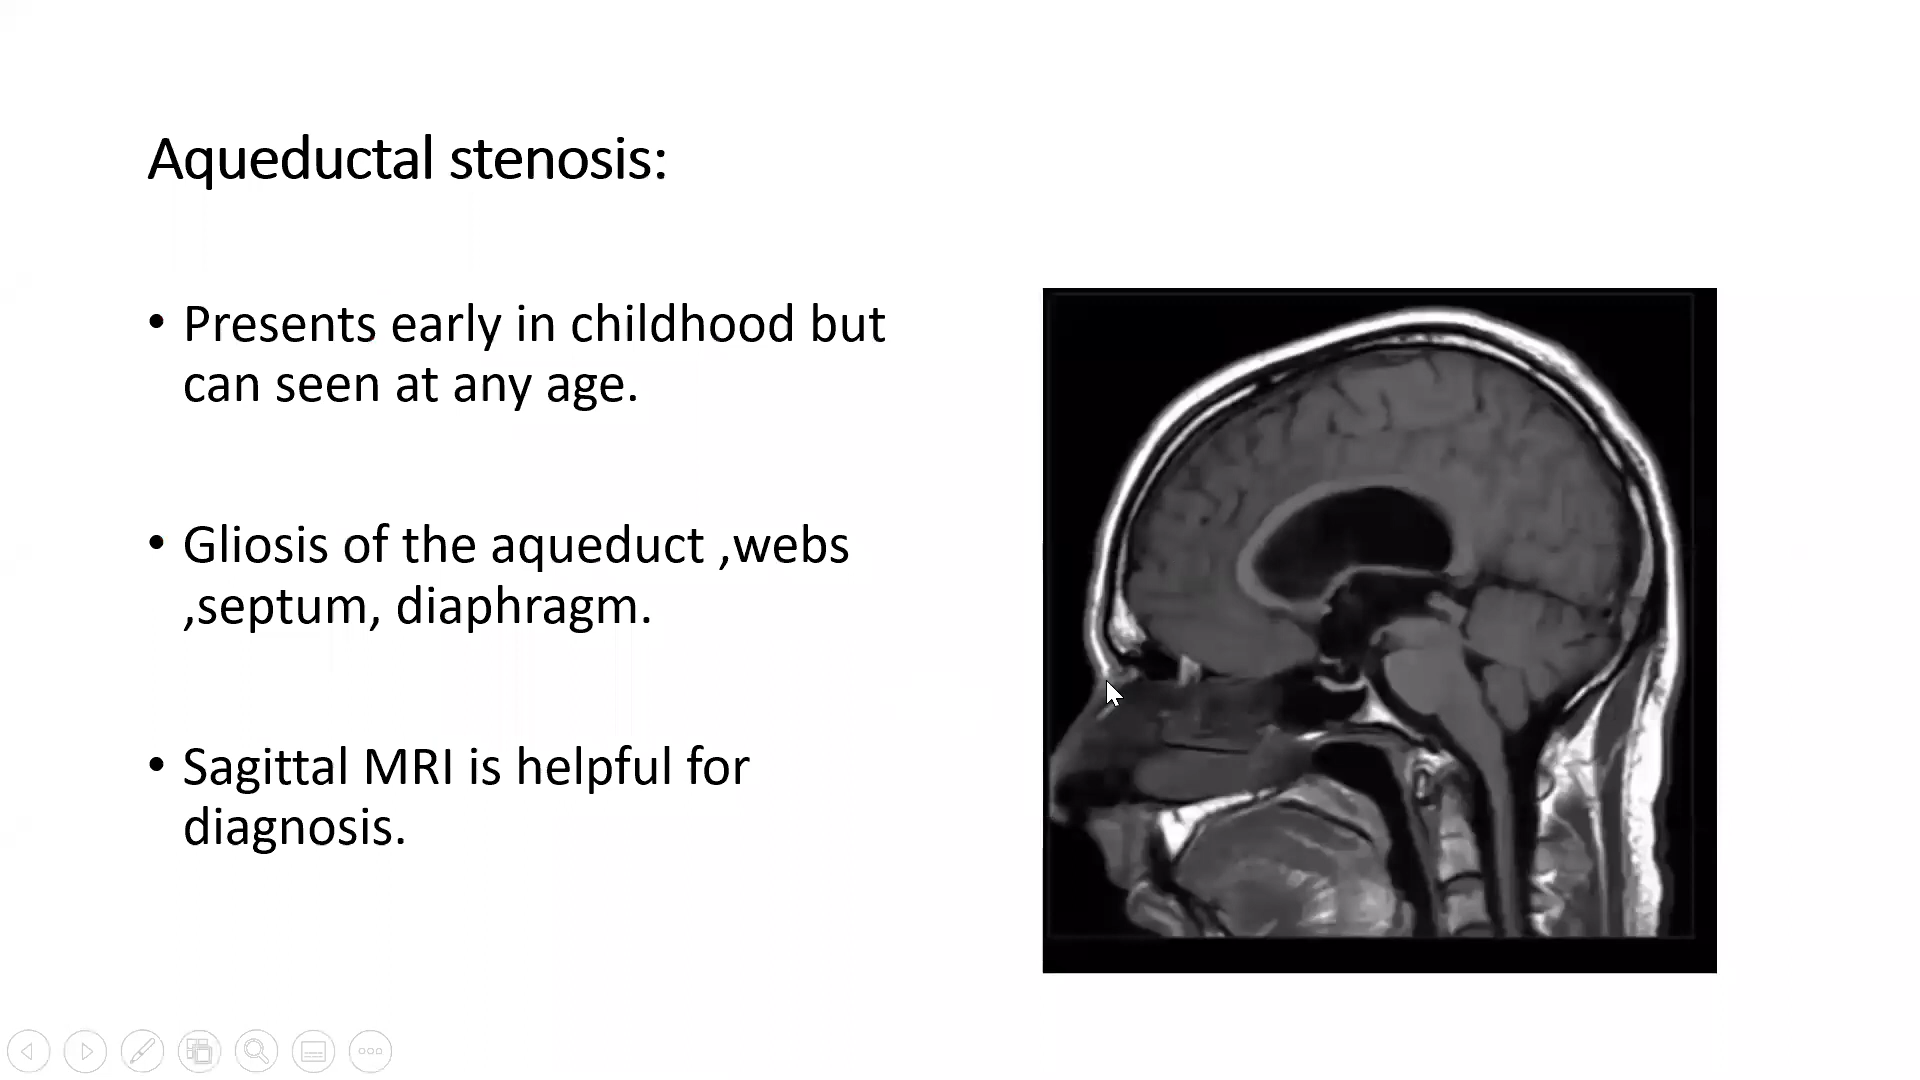 Aqueductal stenosis:
• Presents early in childhood but
can seen at any age.
• Gliosis of the aqueduct ,webs
,septum, diaphragm.
• Sagittal MRI is helpful for
diagnosis.